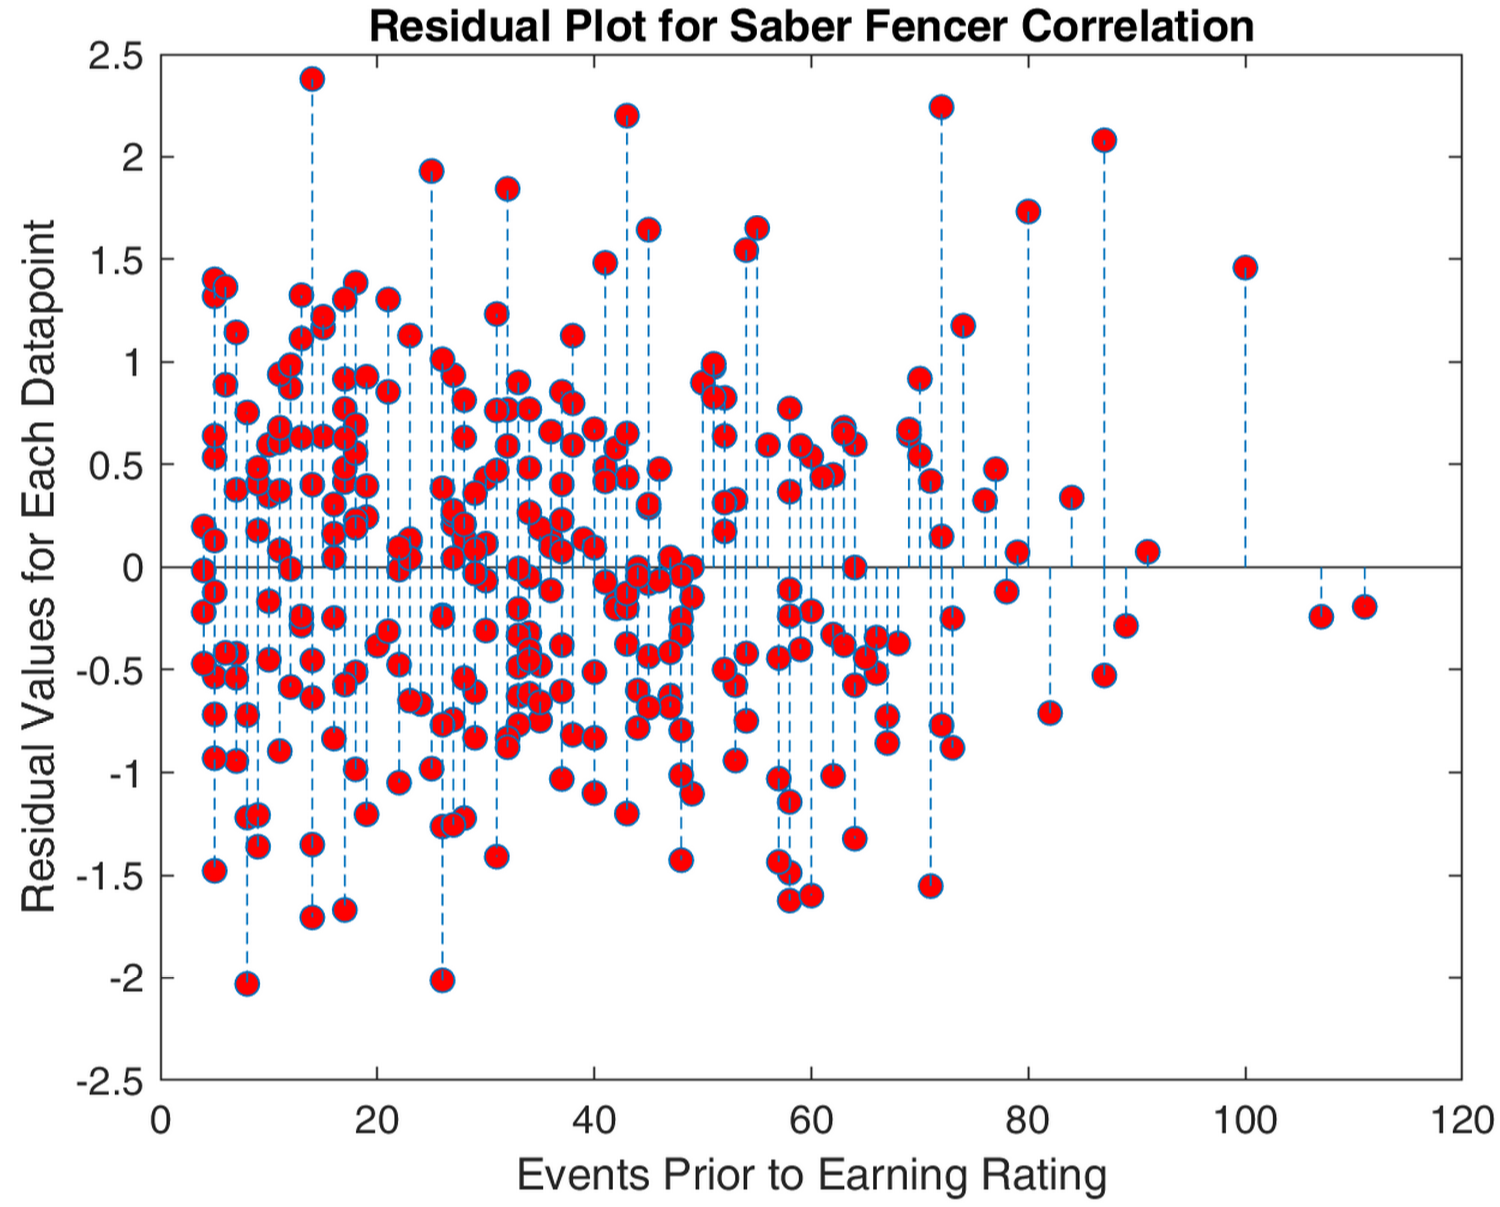 Residual Plot for Saber Fencer Correlation
2.5
2
1.5
1
0.5
0
-0.5
-1
-1.5
-2
-2.5
Residual Values for Each Datapoint
0 20 40 60 80 100 120
Events Prior to Earning Rating